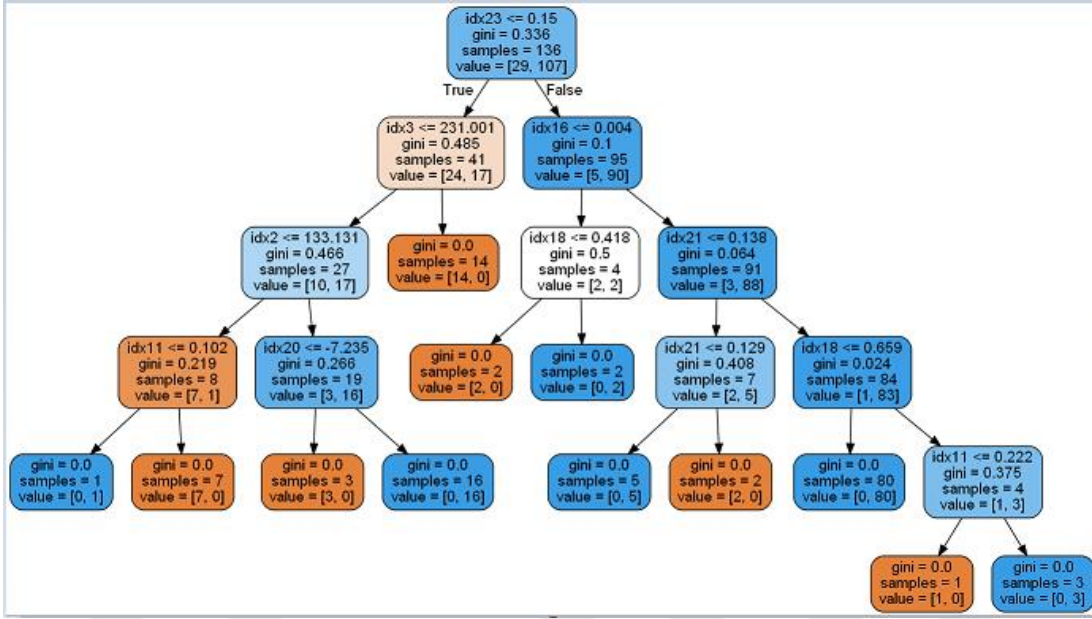 idx23 <= 0.15
gini = 0.336
samples = 136
value = [29, 107]
True
False
idx3 <= 231.001
gini = 0.485
samples = 41
value = [24, 17]
idx16 <= 0.004
gini = 0.1
samples = 95
value = [5, 90]
idx2 <= 133.131
gini = 0.466
samples = 27
value = [10, 17]
gini = 0.0
samples = 14
value = [14, 0]
idx18 <= 0.418
gini = 0.5
samples = 4
value = [2, 2]
idx21 <= 0.138
gini = 0.064
samples = 91
value = [3, 88]
idx11 <= 0.102
gini = 0.219
samples = 8
value = [7, 1]
idx20 <= -7.235
gini = 0.266
samples = 19
value = [3, 16]
gini = 0.0
samples = 2
value = [2, 0]
gini = 0.0
samples = 2
value = [0, 2]
idx21 <= 0.129
gini = 0.408
samples = 7
value = [2, 5]
idx18 <= 0.659
gini = 0.024
samples = 84
value = [1, 83]
gini = 0.0
samples = 1
value = [0, 1]
gini = 0.0
samples = 7
value = [7, 0]
gini = 0.0
samples = 3
value = [3, 0]
gini = 0.0
samples = 16
value = [0, 16]
gini = 0.0
samples = 5
value = [0, 5]
gini = 0.0
samples = 2
value = [2, 0]
gini = 0.0
samples = 80
value = [0, 80]
idx11 <= 0.222
gini = 0.375
samples = 4
value = [1, 3]
gini = 0.0
samples = 1
value = [1, 0]
gini = 0.0
samples = 3
value = [0, 3]